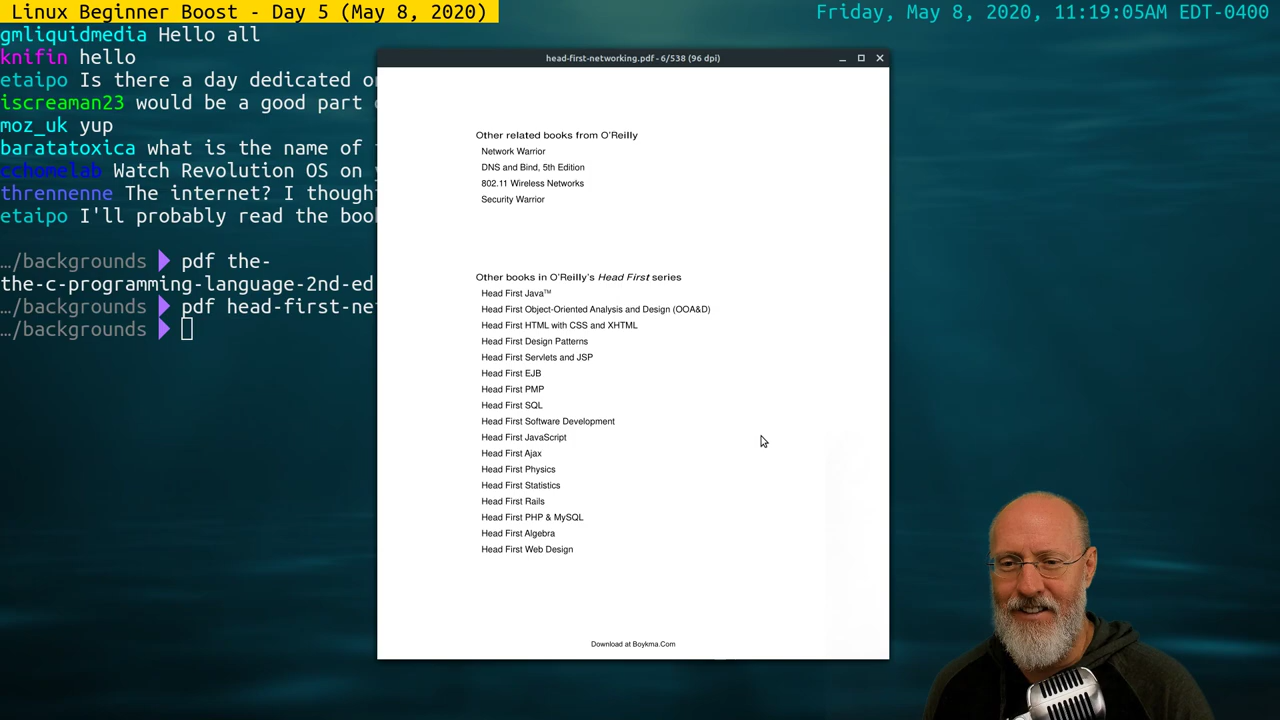 Linux Beginner Boost - Day 5 (May 8, 2020)
Friday, May 8, 2020, 11:19:05AM EDT-0400
gmliquidmedia Hello all
knifin hello
etaipo Is there a day dedicated
iscreaman23 would be a good part
moz_uk yup
baratatoxica what is the name of
cchomelab Watch Revolution OS on
thrennenne The internet? I thought
etaipo I'll probably read the
…/backgrounds pdf the-
the-c-programming-language-2nd-ed
…/backgrounds pdf head-first-net
…/backgrounds
head-first-networking.pdf - 6/538 (96 dpi)
Other related books from O'Reilly
Network Warrior
DNS and Bind, 5th Edition
802.11 Wireless Networks
Security Warrior
Other books in O'Reilly's Head First series
Head First Java™
Head First Object-Oriented Analysis and Design (OOA&D)
Head First HTML with CSS and XHTML
Head First Design Patterns
Head First Servlets and JSP
Head First EJB
Head First PMP
Head First SQL
Head First Software Development
Head First JavaScript
Head First Ajax
Head First Physics
Head First Statistics
Head First Rails
Head First PHP & MySQL
Head First Algebra
Head First Web Design
Download at Boykma.Com